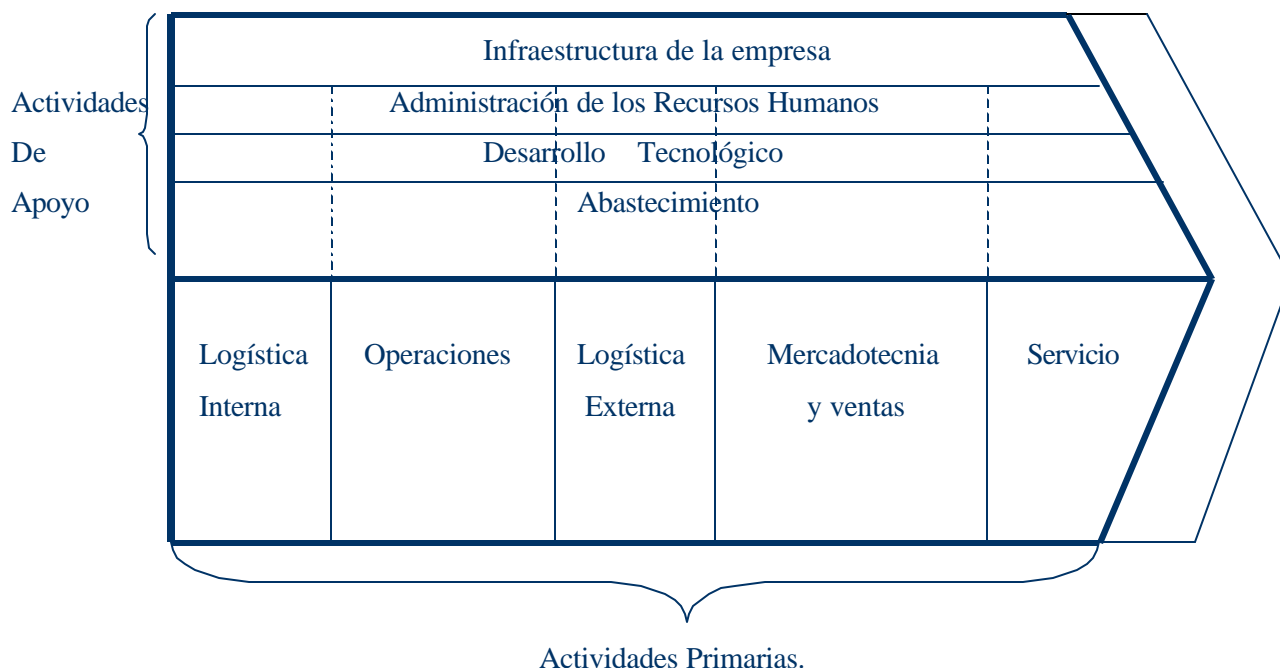 Infraestructura de la empresa
Actividades
De
Apoyo
Administración de los Recursos Humanos
Desarrollo Tecnológico
Abastecimiento
Logística
Interna
Operaciones
Logística
Externa
Mercadotecnia
y ventas
Servicio
Actividades Primarias.